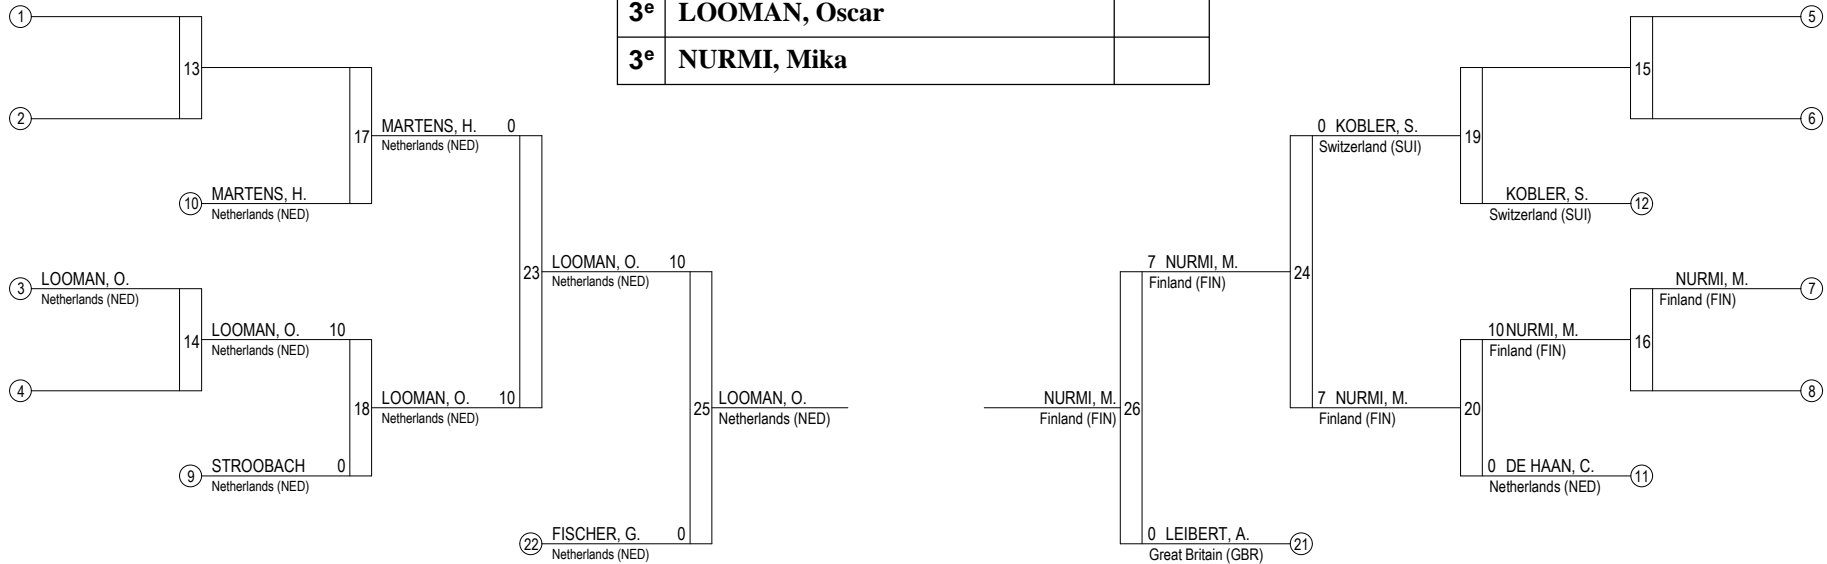 3e LOOMAN, Oscar
3e NURMI, Mika
1
13
2
17
MARTENS, H. 0
Netherlands (NED)
10 MARTENS, H.
Netherlands (NED)
23
LOOMAN, O. 10
Netherlands (NED)
3 LOOMAN, O.
Netherlands (NED)
14
LOOMAN, O. 10
Netherlands (NED)
4
18
LOOMAN, O. 10
Netherlands (NED)
9 STROOBACH 0
Netherlands (NED)
25
LOOMAN, O.
Netherlands (NED)
22 FISCHER, G. 0
Netherlands (NED)
5
15
6
0 KOBLER, S.
Switzerland (SUI)
19
KOBLER, S. 12
Switzerland (SUI)
7 NURMI, M.
Finland (FIN)
24
NURMI, M. 7
Finland (FIN)
10 NURMI, M.
Finland (FIN)
16
8
NURMI, M.
Finland (FIN)
26
7 NURMI, M.
Finland (FIN)
20
0 DE HAAN, C. 11
Netherlands (NED)
0 LEIBERT, A. 21
Great Britain (GBR)